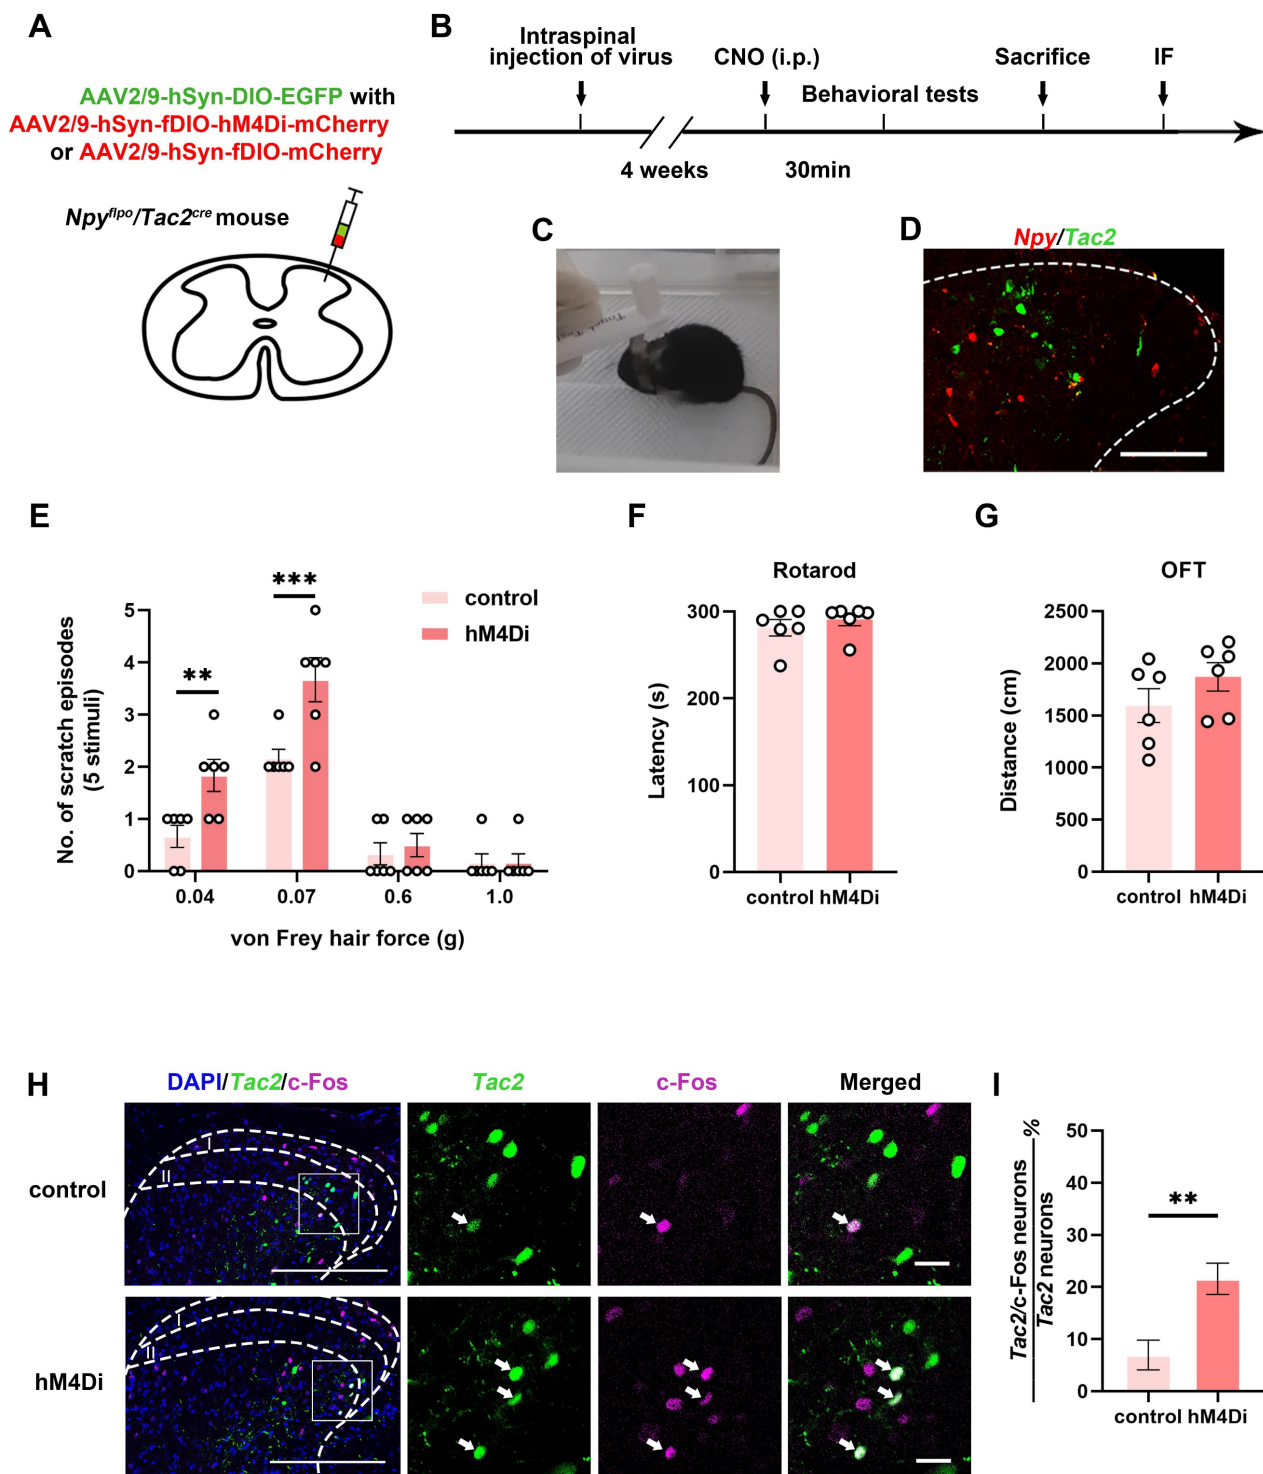 A
AAV2/9-hSyn-DIO-EGFP with
AAV2/9-hSyn-fDIO-hM4Di-mCherry
or AAV2/9-hSyn-fDIO-mCherry
Npyflpo/Tac2cre mouse
B
Intraspinal
injection of virus
CNO (i.p.)
Behavioral tests
Sacrifice
IF
4 weeks
30min
C
D
Npy/Tac2
E
No. of scratch episodes
(5 stimuli)
5
4
3
2
1
0
**
***
control
hM4Di
0.04 0.07 0.6 1.0
von Frey hair force (g)
F
Rotarod
Latency (s)
300
200
100
0
control hM4Di
G
OFT
Distance (cm)
2500
2000
1500
1000
500
0
control hM4Di
H
DAPI/Tac2/c-Fos
Tac2
c-Fos
Merged
control
I
II
hM4Di
I
II
I
Tac2/c-Fos neurons
Tac2 neurons
%
50
40
30
20
10
0
**
control hM4Di